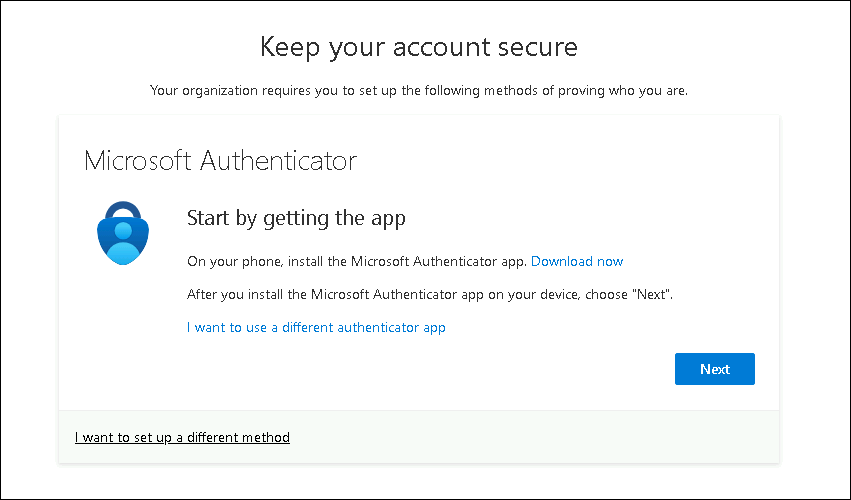 Keep your account secure
Your organization requires you to set up the following methods of proving who you are.
Microsoft Authenticator
Start by getting the app
On your phone, install the Microsoft Authenticator app. Download now
After you install the Microsoft Authenticator app on your device, choose "Next".
I want to use a different authenticator app
Next
I want to set up a different method